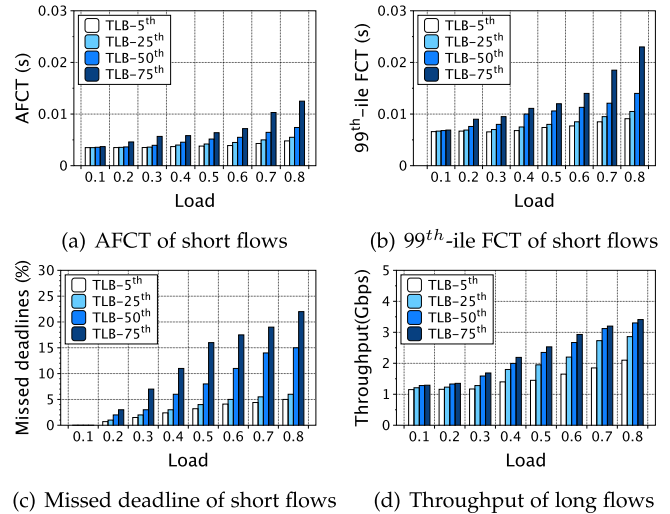 0.03
0.02
0.01
0
AFCT (s)
TLB-5th
TLB-25th
TLB-50th
TLB-75th
0.1 0.2 0.3 0.4 0.5 0.6 0.7 0.8
Load
(a) AFCT of short flows
0.03
0.02
0.01
0
99th-ile FCT (s)
TLB-5th
TLB-25th
TLB-50th
TLB-75th
0.1 0.2 0.3 0.4 0.5 0.6 0.7 0.8
Load
(b) 99th-ile FCT of short flows
30
25
20
15
10
5
0
Missed deadlines (%)
TLB-5th
TLB-25th
TLB-50th
TLB-75th
0.1 0.2 0.3 0.4 0.5 0.6 0.7 0.8
Load
(c) Missed deadline of short flows
5
4
3
2
1
0
Throughput(Gbps)
TLB-5th
TLB-25th
TLB-50th
TLB-75th
0.1 0.2 0.3 0.4 0.5 0.6 0.7 0.8
Load
(d) Throughput of long flows